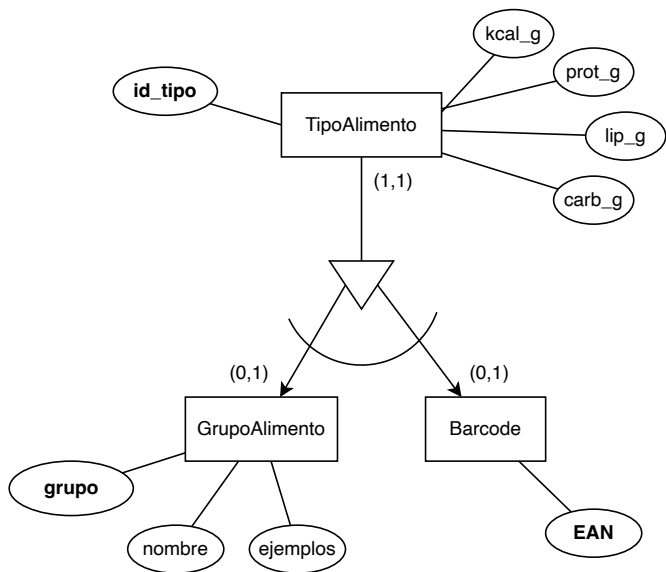 kcal_g
id_tipo
prot_g
TipoAlimento
lip_g
(1,1)
carb_g
(0,1)
(0,1)
GrupoAlimento
Barcode
grupo
nombre
ejemplos
EAN